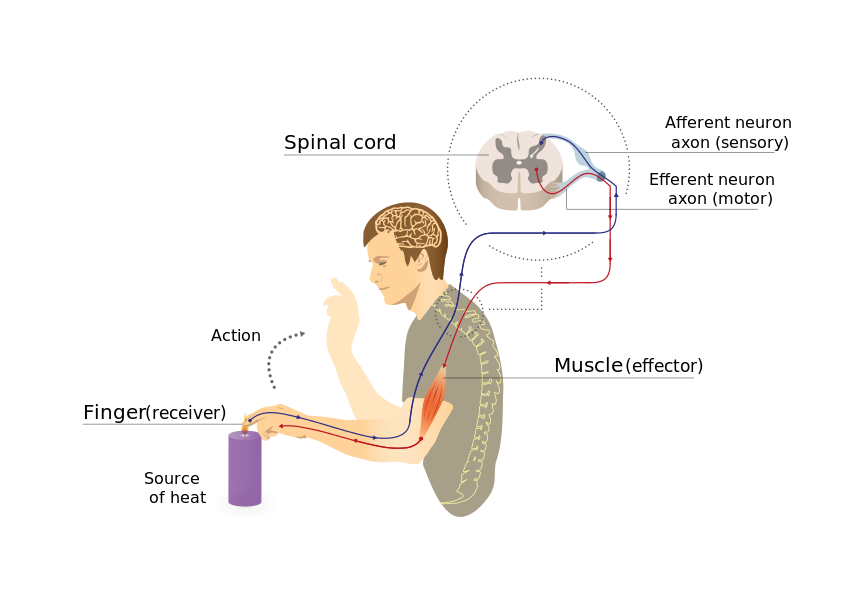 Afferent neuron
axon (sensory)
Spinal cord
Efferent neuron
axon (motor)
Action
Muscle (effector)
Finger(receiver)
Source
of heat